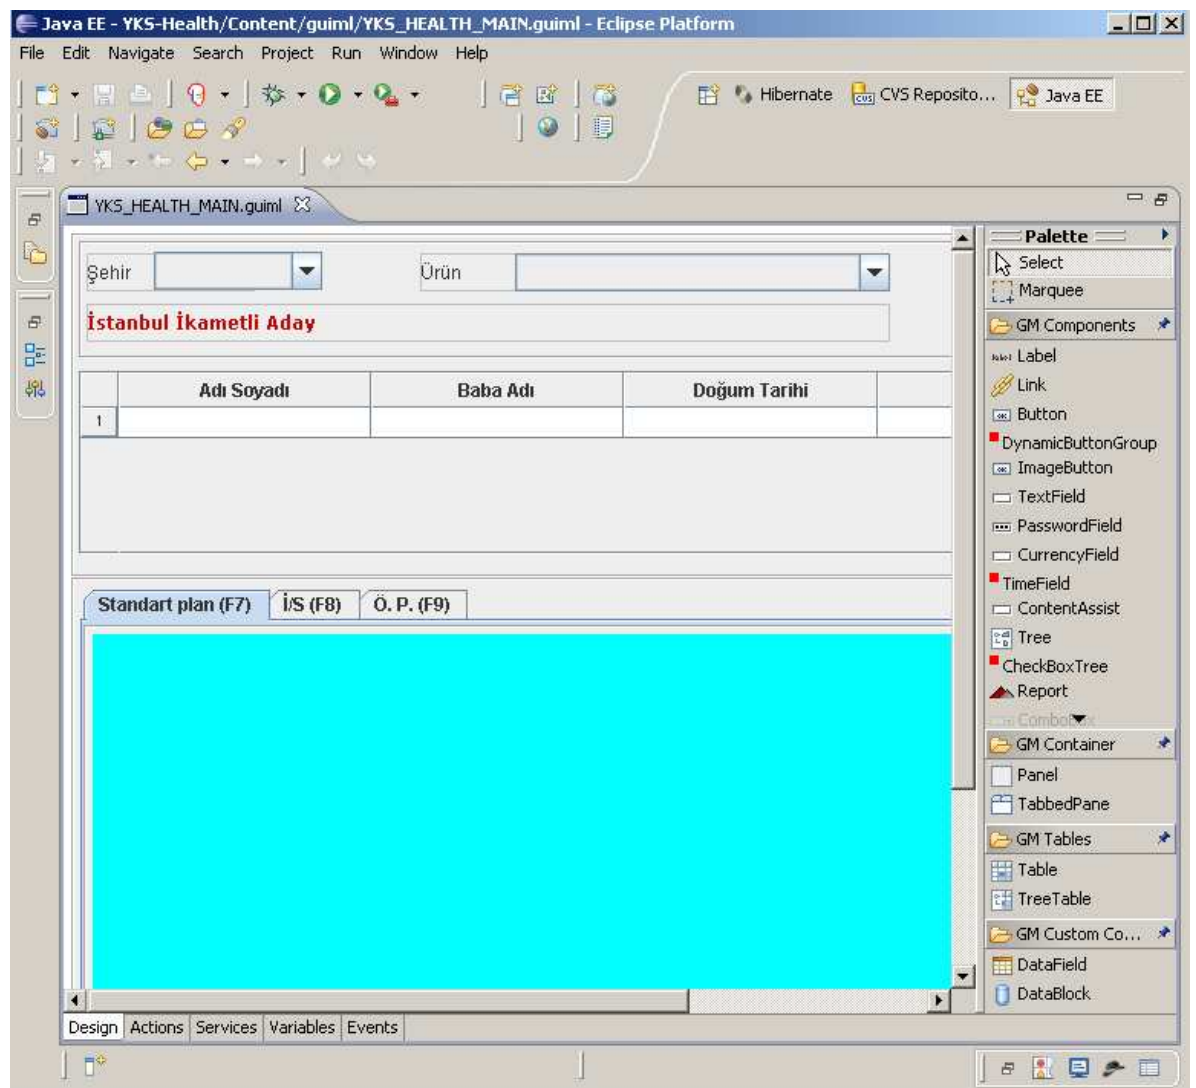 Java EE - YKS-Health/Content/guiml/YKS_HEALTH_MAIN.guiml - Eclipse Platform
File Edit Navigate Search Project Run Window Help
Hibernate CVS Reposito... Java EE
YKS_HEALTH_MAIN.guiml
Şehir Ürün
İstanbul İkametli Aday
Adı Soyadı Baba Adı Doğum Tarihi
1
Standart plan (F7) İ/S (F8) Ö. P. (F9)
Palette
Select
Marquee
GM Components
Label
Link
Button
DynamicButtonGroup
ImageButton
TextField
PasswordField
CurrencyField
TimeField
ContentAssist
Tree
CheckBoxTree
Report
GM Container
Panel
TabbedPane
GM Tables
Table
TreeTable
GM Custom Co...
DataField
DataBlock
Design Actions Services Variables Events